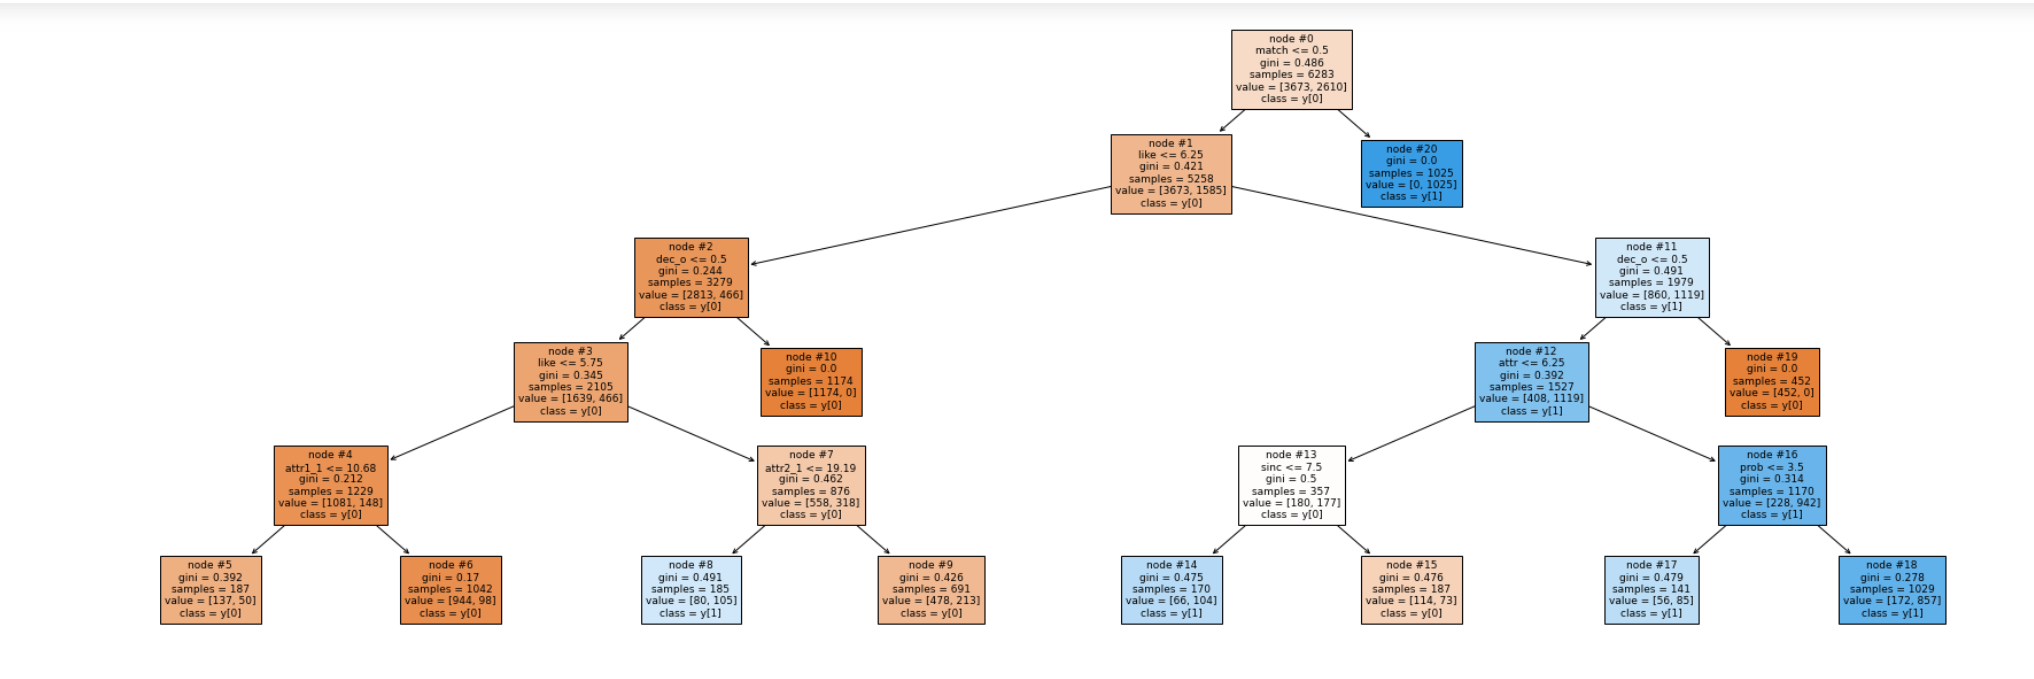 node #0
match <= 0.5
gini = 0.486
samples = 6283
value = [3673, 2610]
class = y[0]
node #1
like <= 6.25
gini = 0.421
samples = 5258
value = [3673, 1585]
class = y[0]
node #20
gini = 0.0
samples = 1025
value = [0, 1025]
class = y[1]
node #2
dec_o <= 0.5
gini = 0.244
samples = 3279
value = [2813, 466]
class = y[0]
node #11
dec_o <= 0.5
gini = 0.491
samples = 1979
value = [860, 1119]
class = y[1]
node #3
like <= 5.75
gini = 0.345
samples = 2105
value = [1639, 466]
class = y[0]
node #10
gini = 0.0
samples = 1174
value = [1174, 0]
class = y[0]
node #12
attr <= 6.25
gini = 0.392
samples = 1527
value = [408, 1119]
class = y[1]
node #19
gini = 0.0
samples = 452
value = [452, 0]
class = y[0]
node #4
attr1_1 <= 10.68
gini = 0.212
samples = 1229
value = [1081, 148]
class = y[0]
node #7
attr2_1 <= 19.19
gini = 0.462
samples = 876
value = [558, 318]
class = y[0]
node #13
sinc <= 7.5
gini = 0.5
samples = 357
value = [180, 177]
class = y[0]
node #16
prob <= 3.5
gini = 0.314
samples = 1170
value = [228, 942]
class = y[1]
node #5
gini = 0.392
samples = 187
value = [137, 50]
class = y[0]
node #6
gini = 0.17
samples = 1042
value = [944, 98]
class = y[0]
node #8
gini = 0.491
samples = 185
value = [80, 105]
class = y[1]
node #9
gini = 0.426
samples = 691
value = [478, 213]
class = y[0]
node #14
gini = 0.475
samples = 170
value = [66, 104]
class = y[1]
node #15
gini = 0.476
samples = 187
value = [114, 73]
class = y[0]
node #17
gini = 0.479
samples = 141
value = [56, 85]
class = y[1]
node #18
gini = 0.278
samples = 1029
value = [172, 857]
class = y[1]